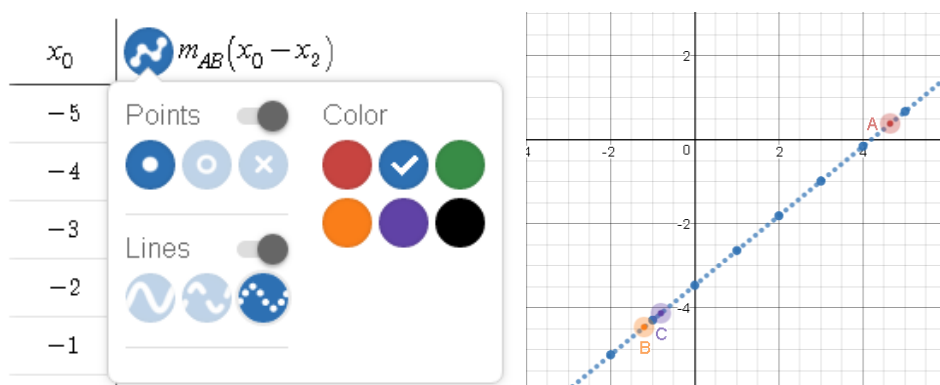 x₀ m_AB(x₀ − x₂)
−5
Points
Color
−4
−3
Lines
−2
−1
2
A
4 -2 0 2 4
-2
-4
B C